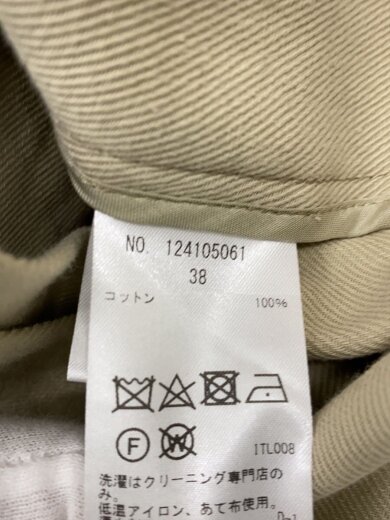 NO. 124105061
38
コットン 100%
F W ITL008
洗濯はクリーニング専門店の
み。
低温アイロン、あて布使用。
D-1